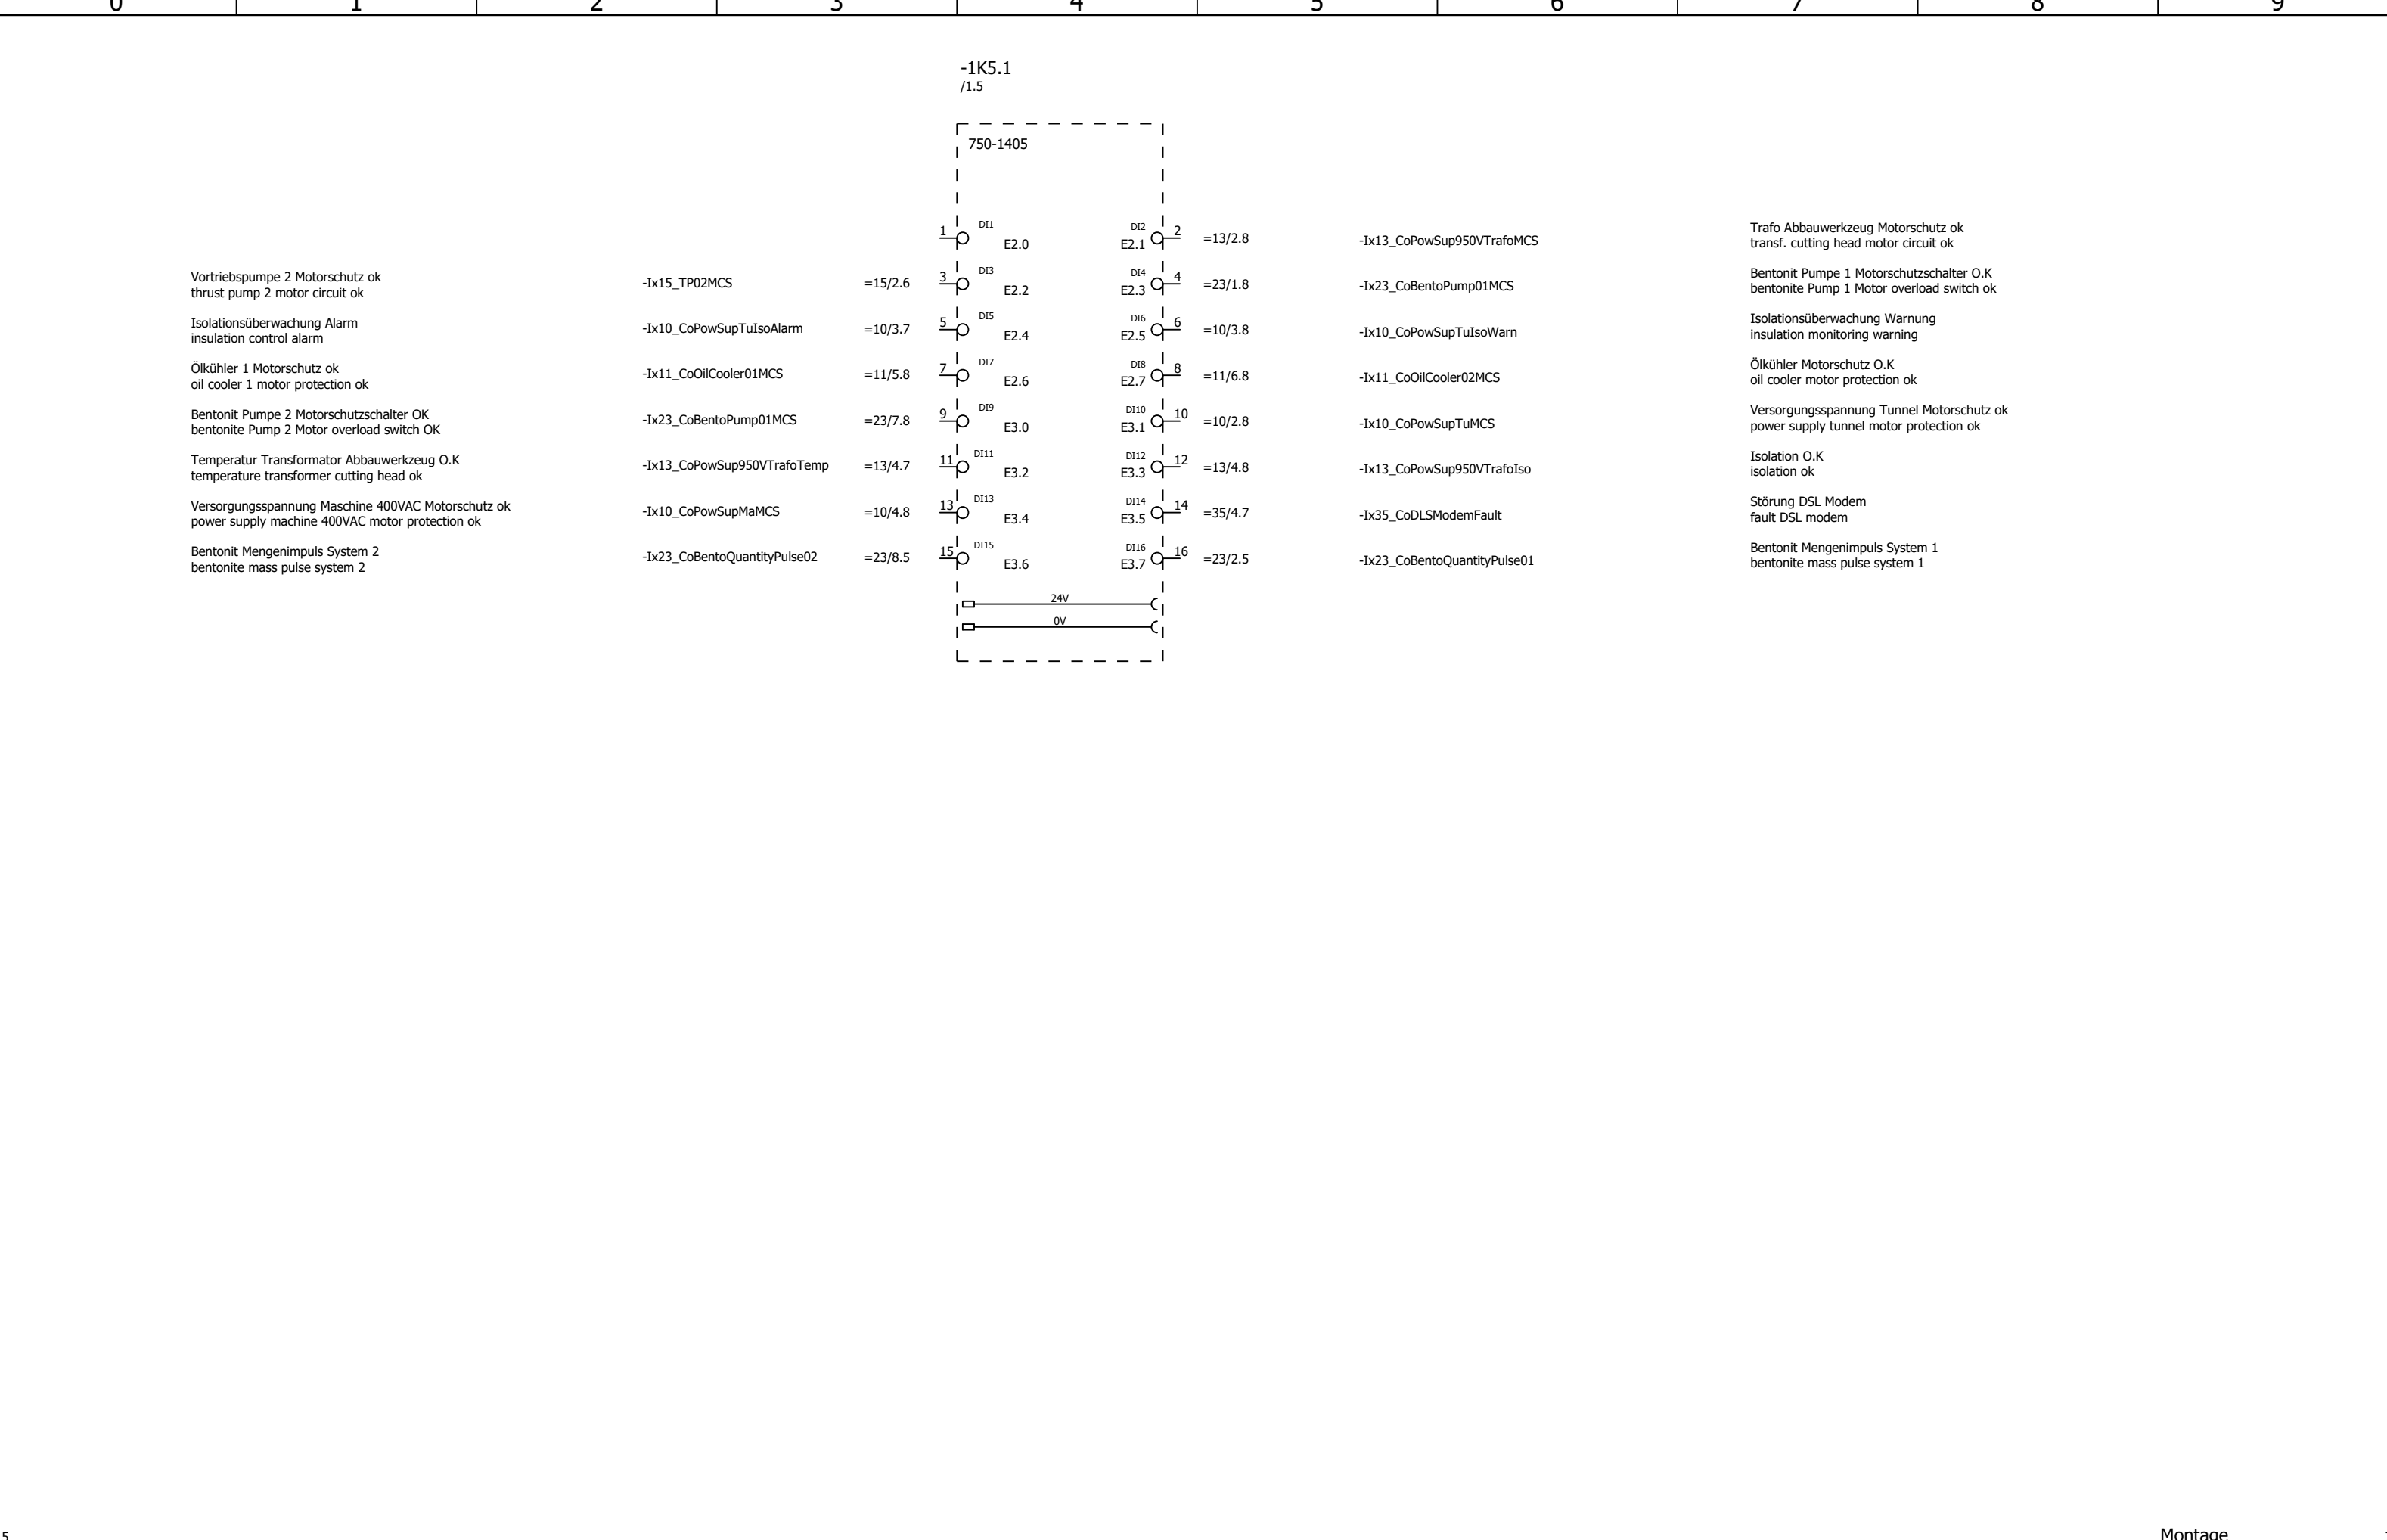 0 1 2 3 4 5 6 7 8 9
-1K5.1
/1.5
750-1405
1 DI1 E2.0
DI2 E2.1 2 =13/2.8 -Ix13_CoPowSup950VTrafoMCS
Trafo Abbauwerkzeug Motorschutz ok
transf. cutting head motor circuit ok
Vortriebspumpe 2 Motorschutz ok
thrust pump 2 motor circuit ok
-Ix15_TP02MCS =15/2.6 3 DI3 E2.2
DI4 E2.3 4 =23/1.8 -Ix23_CoBentoPump01MCS
Bentonit Pumpe 1 Motorschutzschalter O.K
bentonite Pump 1 Motor overload switch ok
Isolationsüberwachung Alarm
insulation control alarm
-Ix10_CoPowSupTuIsoAlarm =10/3.7 5 DI5 E2.4
DI6 E2.5 6 =10/3.8 -Ix10_CoPowSupTuIsoWarn
Isolationsüberwachung Warnung
insulation monitoring warning
Ölkühler 1 Motorschutz ok
oil cooler 1 motor protection ok
-Ix11_CoOilCooler01MCS =11/5.8 7 DI7 E2.6
DI8 E2.7 8 =11/6.8 -Ix11_CoOilCooler02MCS
Ölkühler Motorschutz O.K
oil cooler motor protection ok
Bentonit Pumpe 2 Motorschutzschalter OK
bentonite Pump 2 Motor overload switch OK
-Ix23_CoBentoPump01MCS =23/7.8 9 DI9 E3.0
DI10 E3.1 10 =10/2.8 -Ix10_CoPowSupTuMCS
Versorgungsspannung Tunnel Motorschutz ok
power supply tunnel motor protection ok
Temperatur Transformator Abbauwerkzeug O.K
temperature transformer cutting head ok
-Ix13_CoPowSup950VTrafoTemp =13/4.7 11 DI11 E3.2
DI12 E3.3 12 =13/4.8 -Ix13_CoPowSup950VTrafoIso
Isolation O.K
isolation ok
Versorgungsspannung Maschine 400VAC Motorschutz ok
power supply machine 400VAC motor protection ok
-Ix10_CoPowSupMaMCS =10/4.8 13 DI13 E3.4
DI14 E3.5 14 =35/4.7 -Ix35_CoDLSModemFault
Störung DSL Modem
fault DSL modem
Bentonit Mengenimpuls System 2
bentonite mass pulse system 2
-Ix23_CoBentoQuantityPulse02 =23/8.5 15 DI15 E3.6
DI16 E3.7 16 =23/2.5 -Ix23_CoBentoQuantityPulse01
Bentonit Mengenimpuls System 1
bentonite mass pulse system 1
24V
0V
5
Montage